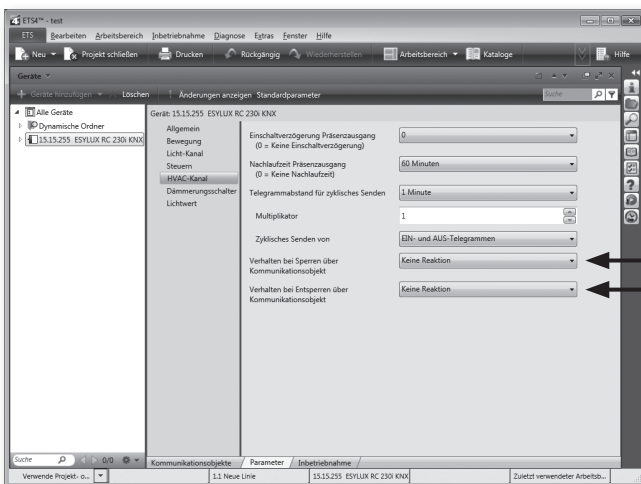 ETS4™ - test
ETS Bearbeiten Arbeitsbereich Inbetriebnahme Diagnose Extras Fenster Hilfe
Neu Projekt schließen Drucken Rückgängig Wiederherstellen Arbeitsbereich Kataloge Hilfe
Geräte
Geräte hinzufügen Löschen Änderungen anzeigen Standardparameter Suche
Alle Geräte
Dynamische Ordner
15.15.255 ESYLUX RC 230i KNX
Gerät: 15.15.255 ESYLUX RC 230i KNX
Allgemein
Bewegung
Licht-Kanal
Steuern
HVAC-Kanal
Dämmerungsschalter
Lichtwert
Einschaltverzögerung Präsenzausgang 0
(0 = Keine Einschaltverzögerung)
Nachlaufzeit Präsenzausgang 60 Minuten
(0 = Keine Nachlaufzeit)
Telegrammabstand für zyklisches Senden 1 Minute
Multiplikator 1
Zyklisches Senden von EIN- und AUS-Telegrammen
Verhalten bei Sperren über Keine Reaktion
Kommunikationsobjekt
Verhalten bei Entsperren über Keine Reaktion
Kommunikationsobjekt
Suche 0/0
Kommunikationsobjekte Parameter Inbetriebnahme
Verwende Projekt- o... 1.1 Neue Linie 15.15.255 ESYLUX RC 230i KNX Zuletzt verwendeter Arbeitsb...